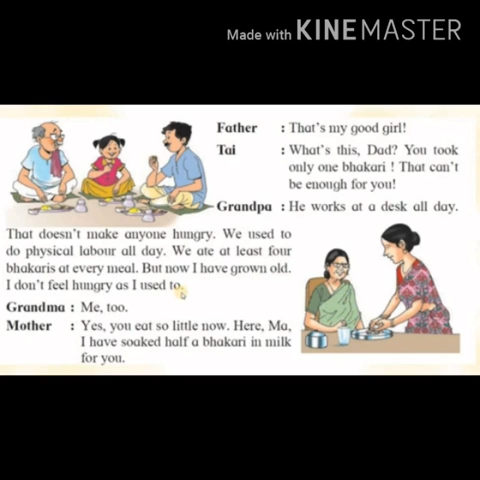 Made with KINEMASTER
Father : That's my good girl!
Tai : What's this, Dad? You took
only one bhakari ! That can't
be enough for you!
Grandpa : He works at a desk all day.
That doesn't make anyone hungry. We used to
do physical labour all day. We ate at least four
bhakaris at every meal. But now I have grown old.
I don't feel hungry as I used to.
Grandma : Me, too.
Mother : Yes, you eat so little now. Here, Ma,
I have soaked half a bhakari in milk
for you.